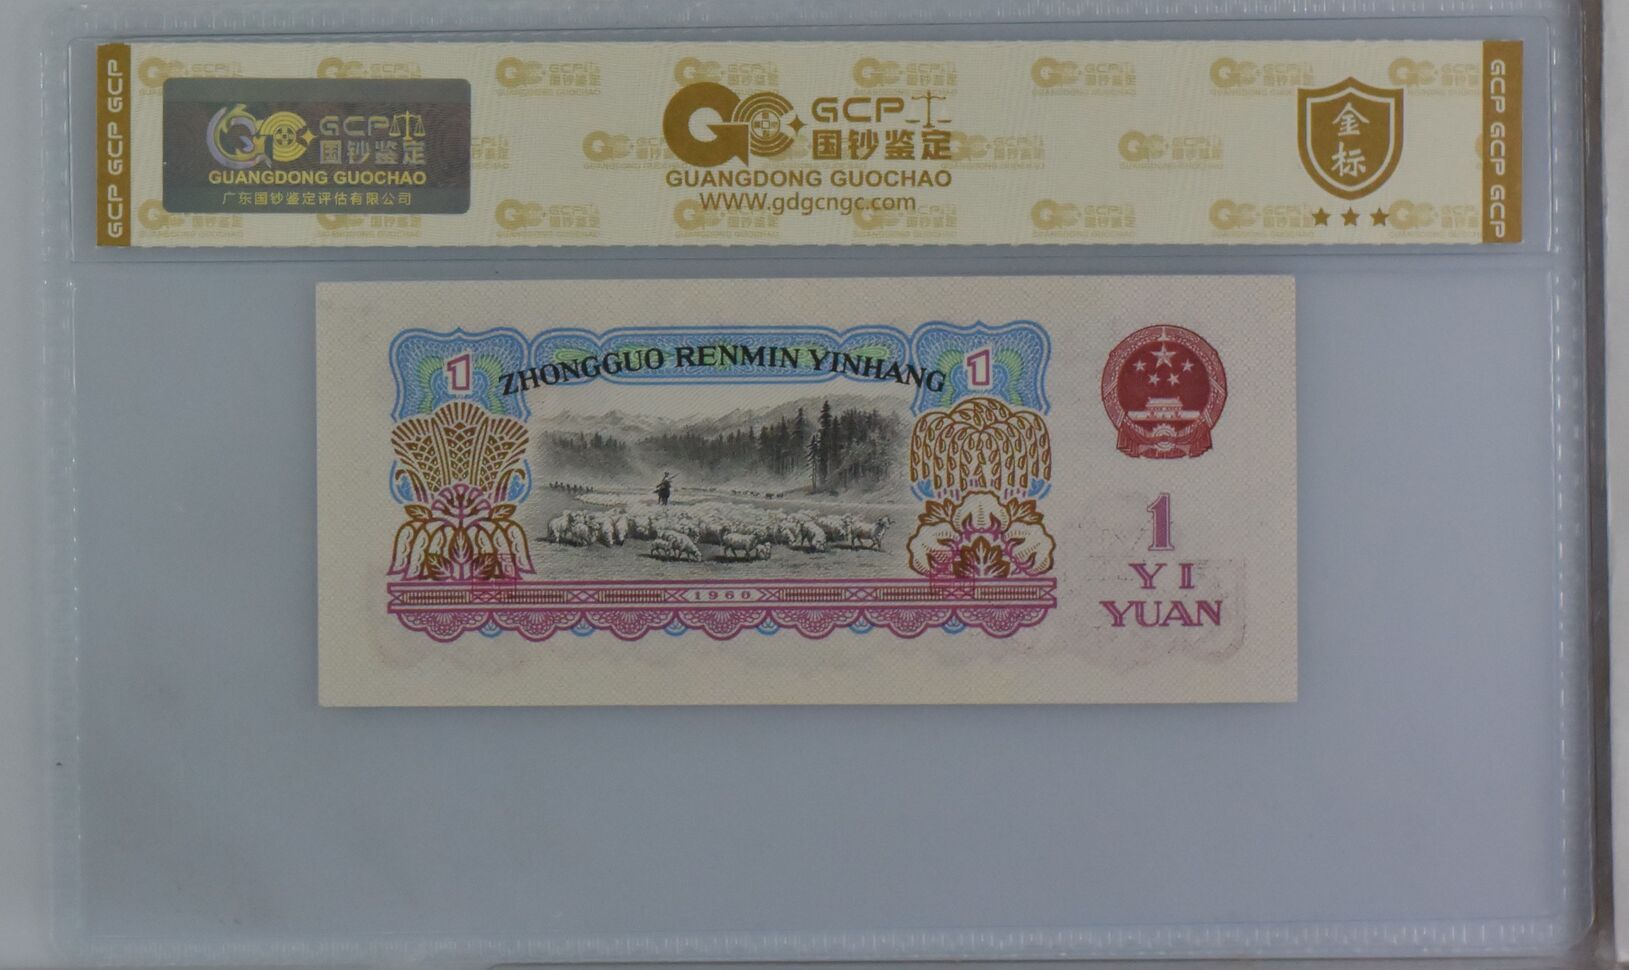 GCP GCP GCP
GCP
国钞鉴定
GUANGDONG GUOCHAO
广东国钞鉴定评估有限公司
GCP
国钞鉴定
GUANGDONG GUOCHAO
www.gdgcngc.com
金
标
GCP GCP GCP
ZHONGGUO RENMIN YINHANG
1
1
1960
1
YI
YUAN